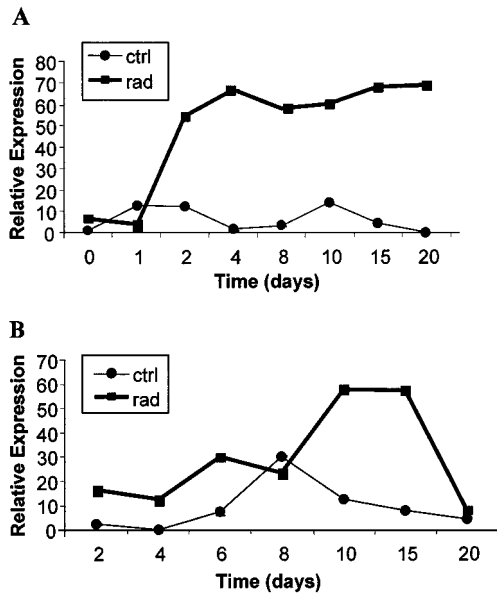 A
ctrl
rad
Relative Expression
80
70
60
50
40
30
20
10
0
0 1 2 4 8 10 15 20
Time (days)
B
ctrl
rad
Relative Expression
70
60
50
40
30
20
10
0
2 4 6 8 10 15 20
Time (days)